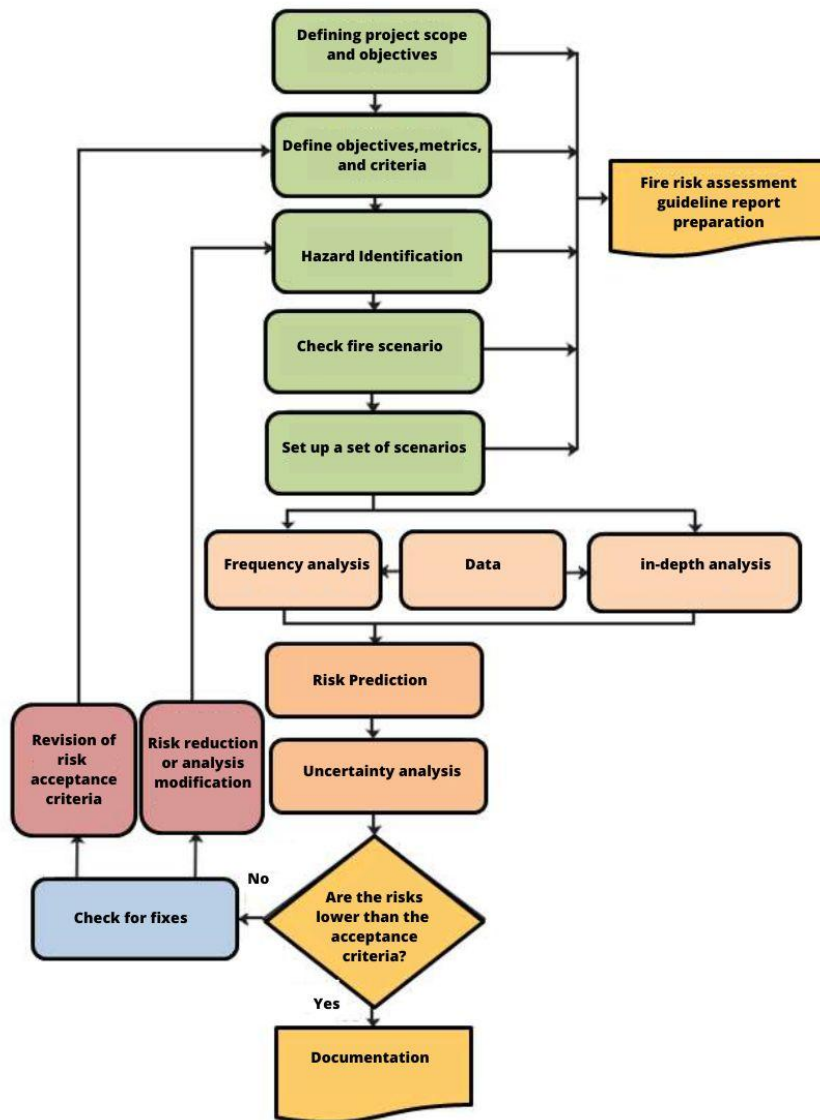 Defining project scope
and objectives
Define objectives,metrics,
and criteria
Fire risk assessment
guideline report
preparation
Hazard Identification
Check fire scenario
Set up a set of scenarios
Frequency analysis
Data
in-depth analysis
Risk Prediction
Revision of
risk
acceptance
criteria
Risk reduction
or analysis
modification
Uncertainty analysis
No
Are the risks
lower than the
acceptance
criteria?
Check for fixes
Yes
Documentation